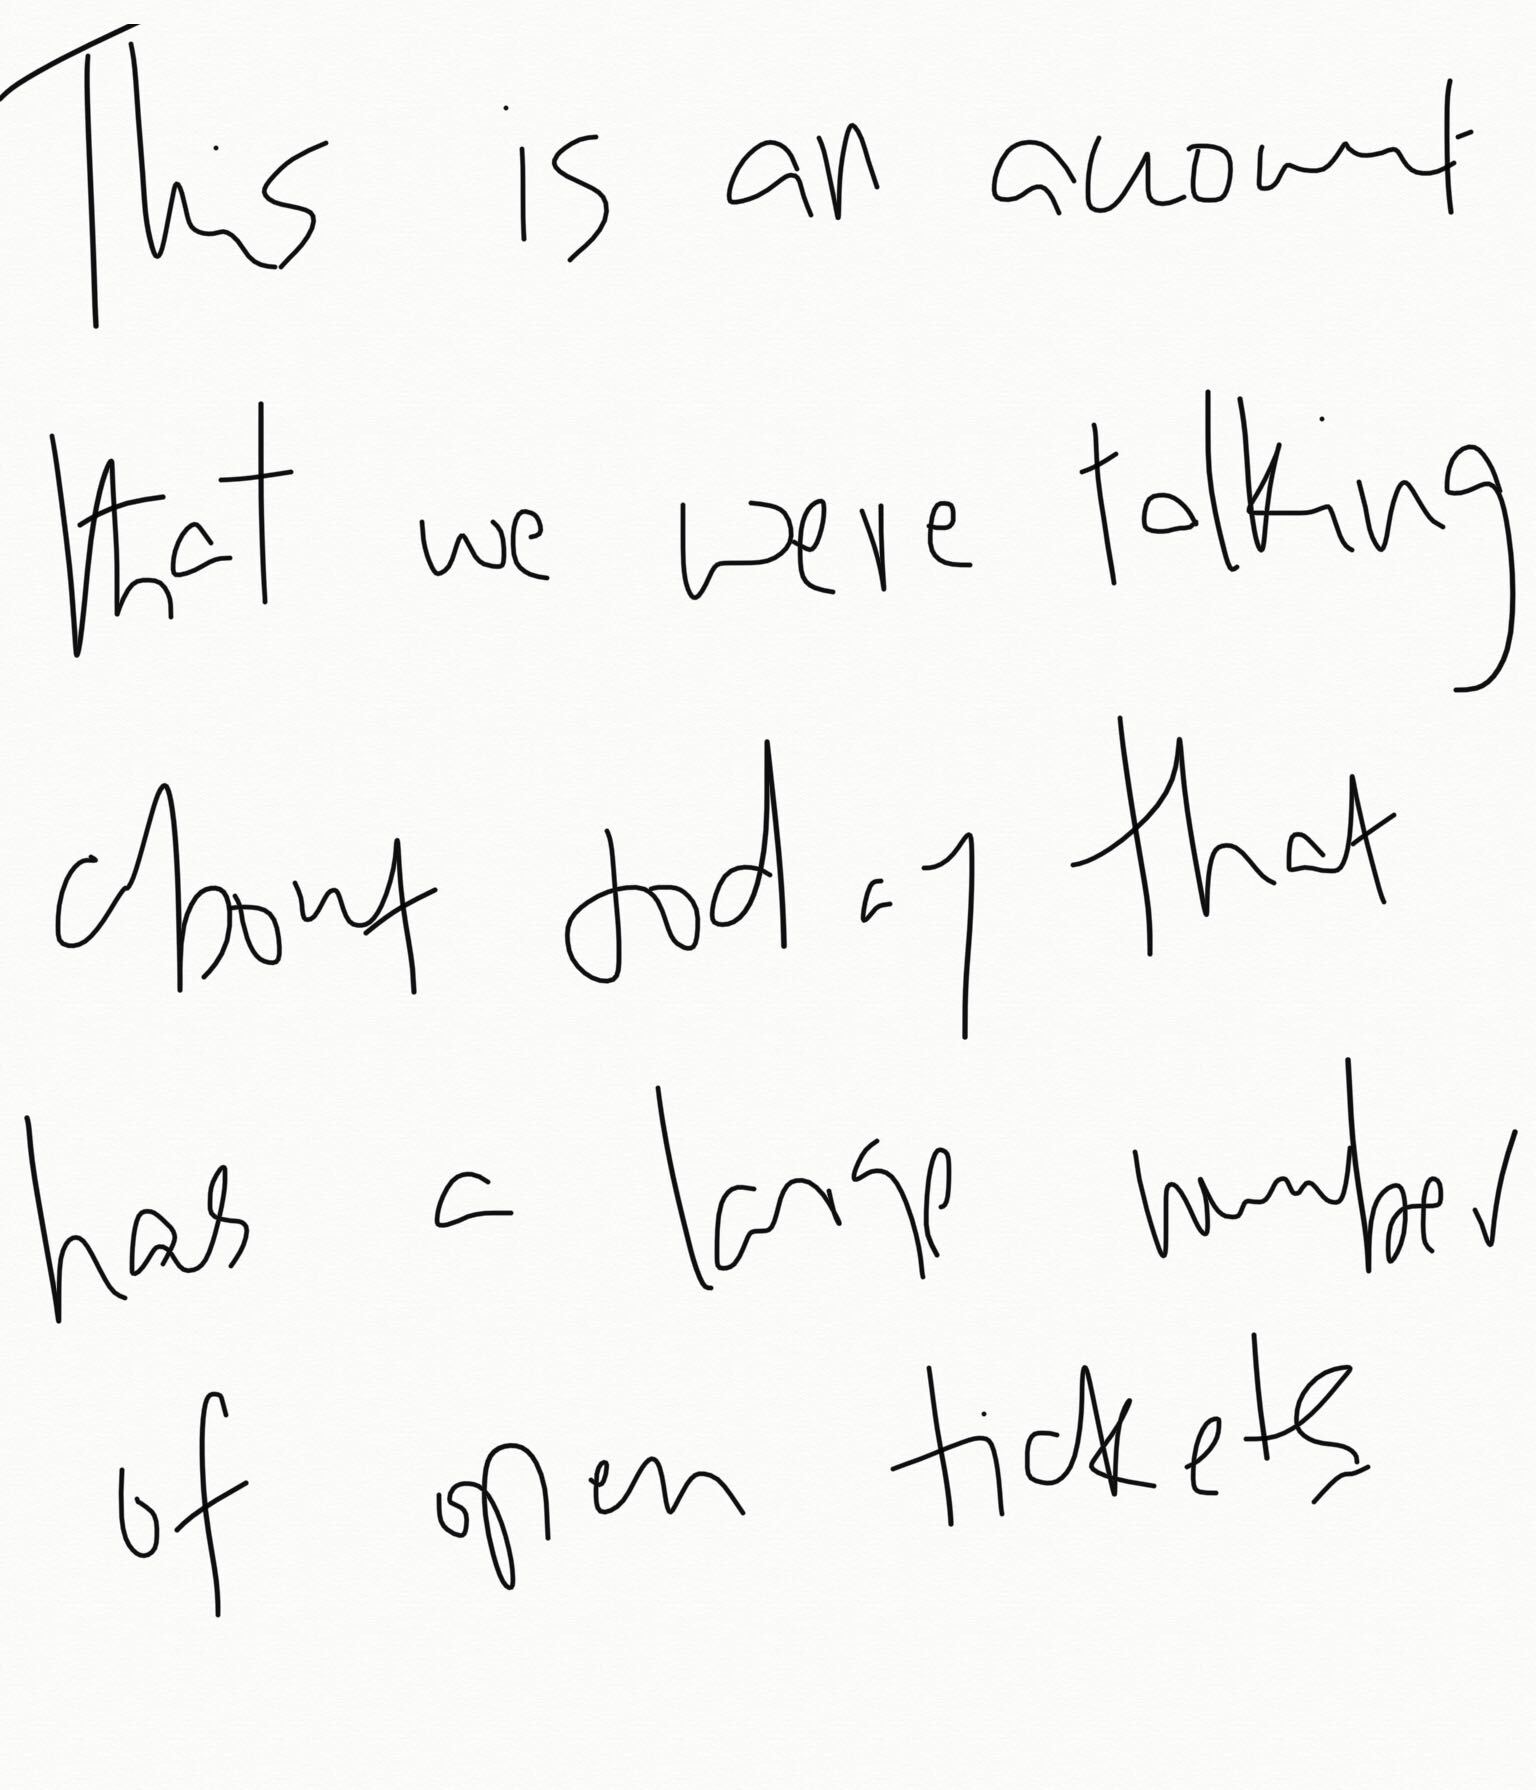 This is an account
that we were talking
about today that
has a large number
of open tickets